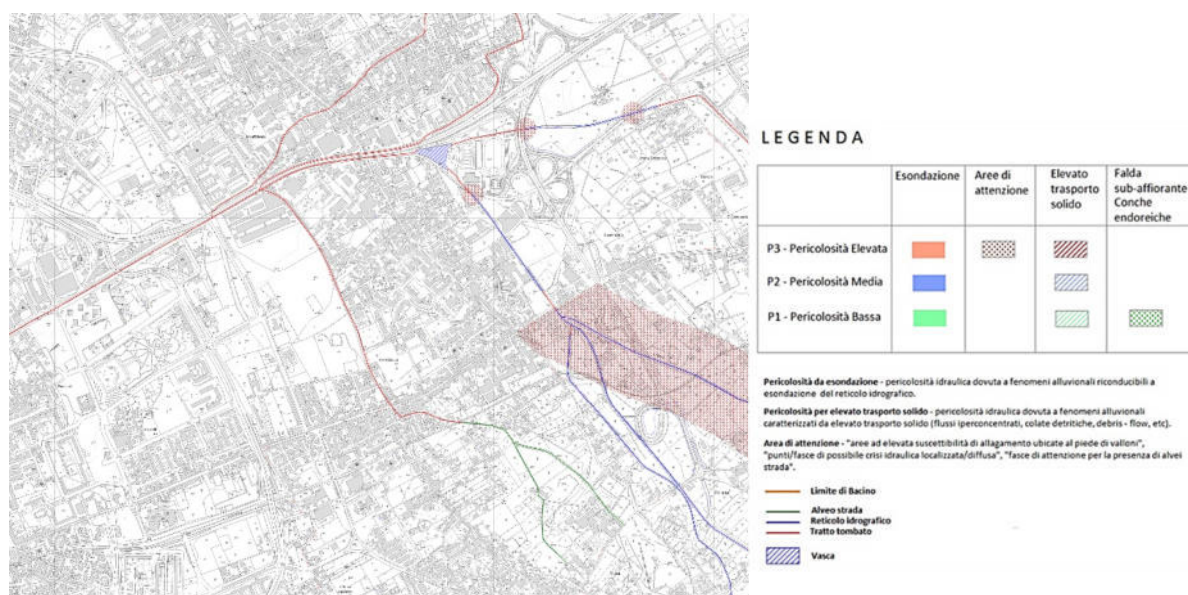 LEGENDA
Esondazione
Aree di
attenzione
Elevato
trasporto
solido
Falda
sub-affiorante
Conche
endoreiche
P3 - Pericolosità Elevata
P2 - Pericolosità Media
P1 - Pericolosità Bassa
Pericolosità da esondazione - pericolosità idraulica dovuta a fenomeni alluvionali riconducibili a
esondazione del reticolo idrografico.
Pericolosità per elevato trasporto solido - pericolosità idraulica dovuta a fenomeni alluvionali
caratterizzati da elevato trasporto solido (flussi iperconcentrati, colate detritiche, debris - flow, etc).
Area di attenzione - "aree ad elevata suscettibilità di allagamento ubicate al piede di valloni",
"punti/fasce di possibile crisi idraulica localizzata/diffusa", "fasce di attenzione per la presenza di alvei
strada".
Limite di Bacino
Alveo strada
Reticolo idrografico
Tratto tombato
Vasca